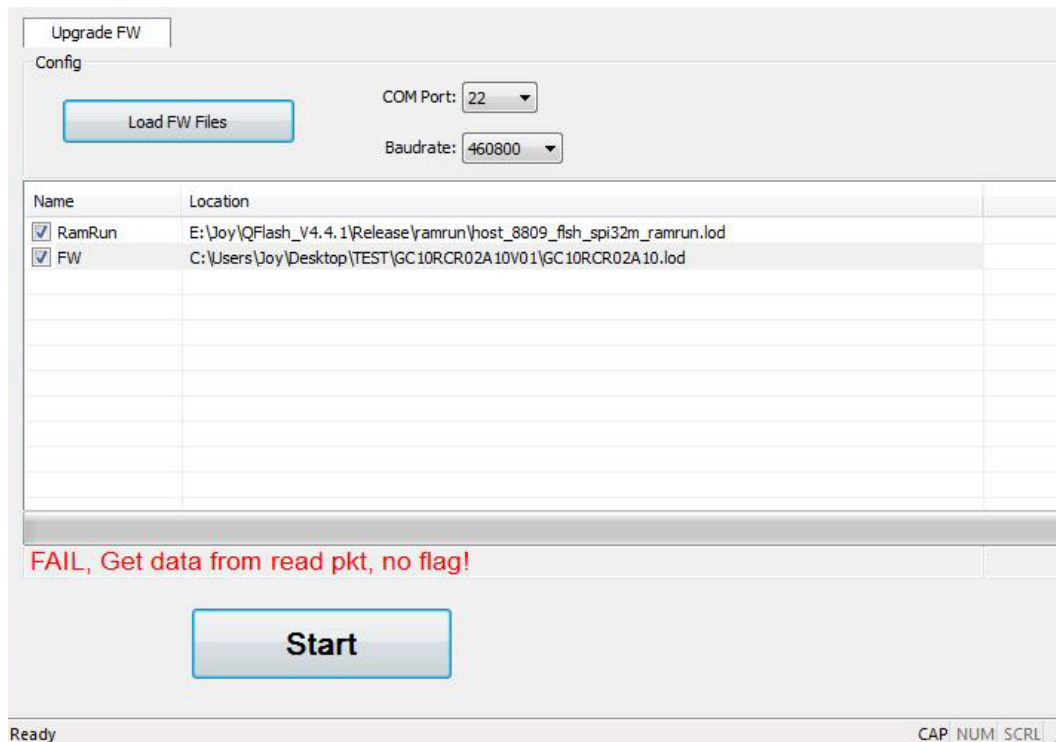 Upgrade FW
Config
Load FW Files
COM Port: 22
Baudrate: 460800
Name Location
RamRun E:\Joy\QFlash_V4.4.1\Release\ramrun\host_8809_flsh_spi32m_ramrun.lod
FW C:\Users\Joy\Desktop\TEST\GC10RCR02A10V01\GC10RCR02A10.lod
FAIL, Get data from read pkt, no flag!
Start
Ready CAP NUM SCRL